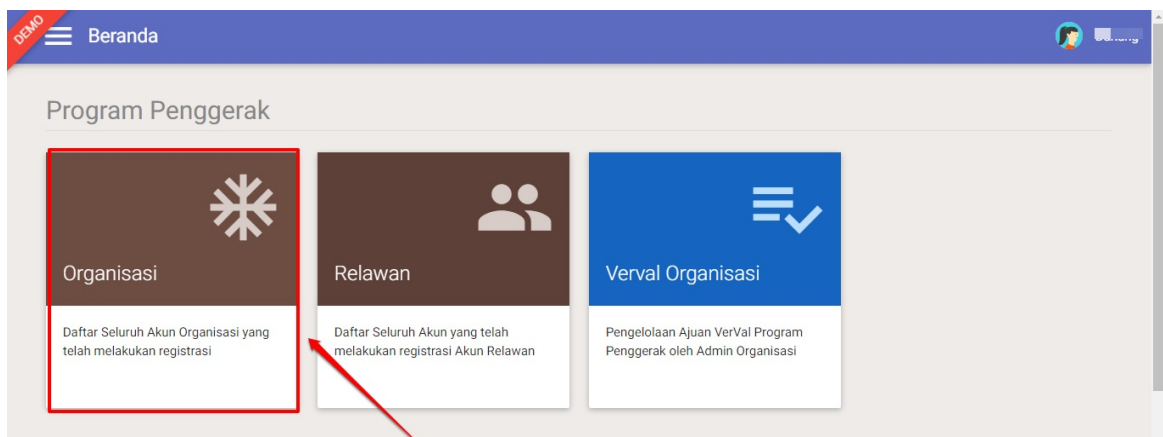 DEMO
Beranda
Program Penggerak
Organisasi
Daftar Seluruh Akun Organisasi yang
telah melakukan registrasi
Relawan
Daftar Seluruh Akun yang telah
melakukan registrasi Akun Relawan
Verval Organisasi
Pengelolaan Ajuan VerVal Program
Penggerak oleh Admin Organisasi